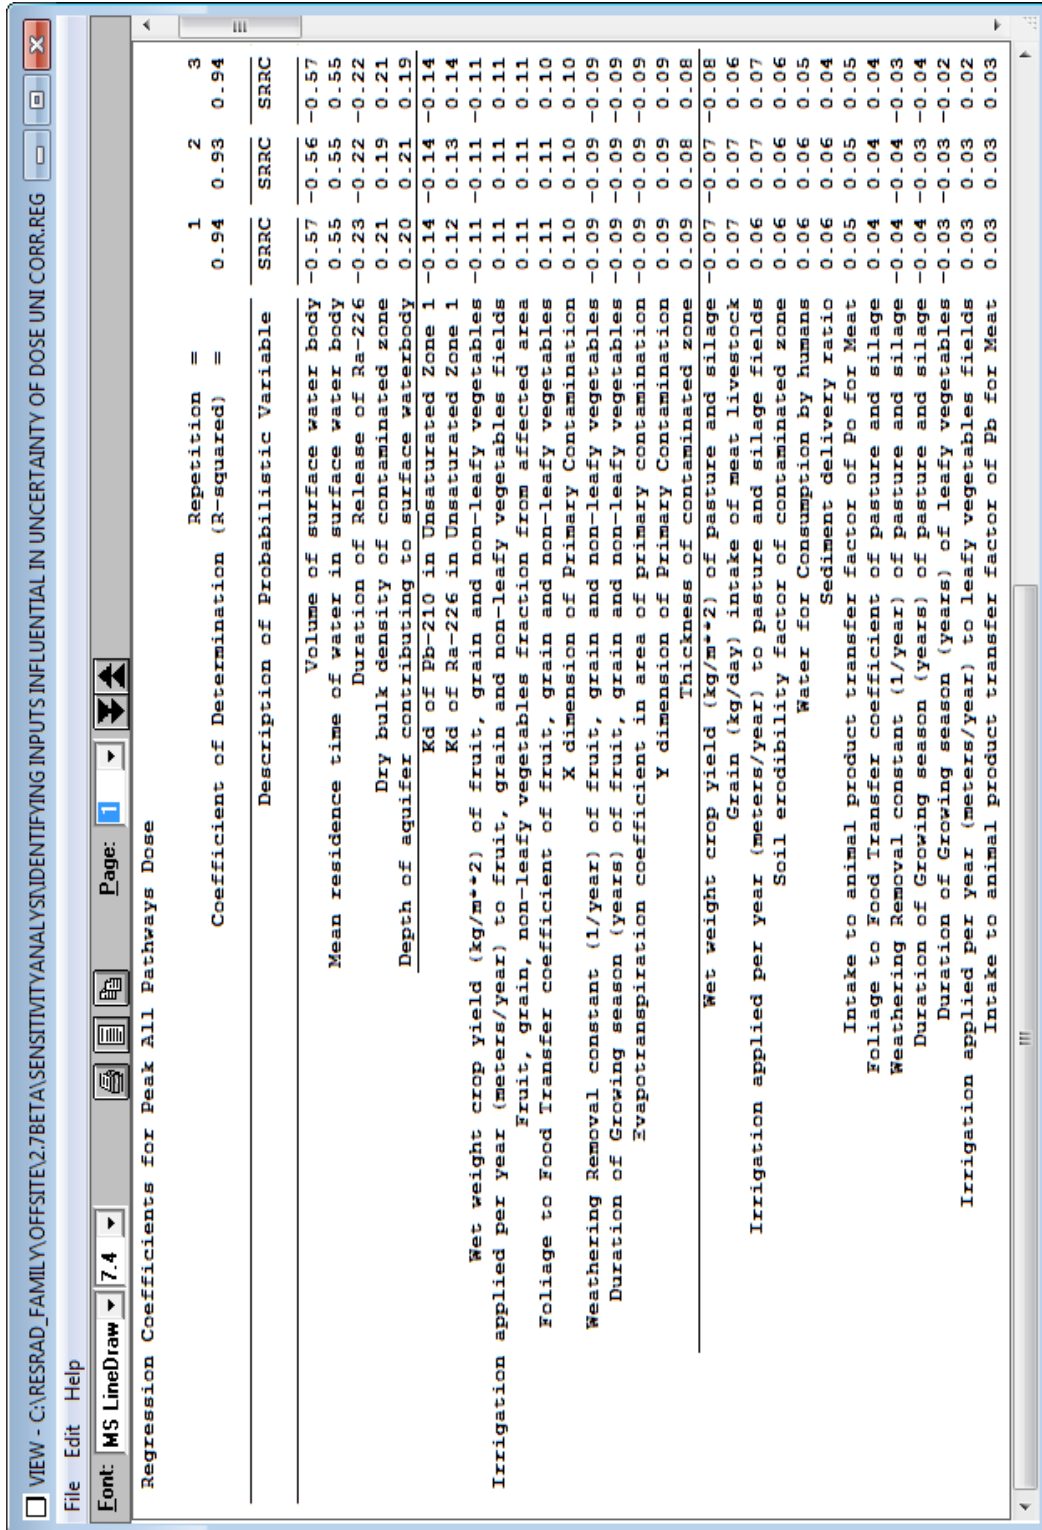 VIEW - C:\RESRAD_FAMILY\OFFSITE\2.7BETA\SENSITIVITYANALYSIS\IDENTIFYING INPUTS INFLUENTIAL IN UNCERTAINTY OF DOSE UNI CORR.REG
File Edit Help
Font: MS LineDraw 7.4 Page: 1
Regression Coefficients for Peak All Pathways Dose
Repetition = 1 2 3
Coefficient of Determination (R-squared) = 0.94 0.93 0.94
Description of Probabilistic Variable SRRC SRRC SRRC
Volume of surface water body -0.57 -0.56 -0.57
Mean residence time of water in surface water body 0.55 0.55 0.55
Duration of Release of Ra-226 -0.23 -0.22 -0.22
Dry bulk density of contaminated zone 0.21 0.19 0.21
Depth of aquifer contributing to surface waterbody 0.20 0.21 0.19
Kd of Pb-210 in Unsaturated Zone 1 -0.14 -0.14 -0.14
Kd of Ra-226 in Unsaturated Zone 1 0.12 0.13 0.14
Wet weight crop yield (kg/m**2) of fruit, grain and non-leafy vegetables -0.11 -0.11 -0.11
Irrigation applied per year (meters/year) to fruit, grain and non-leafy vegetables fields 0.11 0.11 0.11
Fruit, grain, non-leafy vegetables fraction from affected area 0.11 0.11 0.11
Foliage to Food Transfer coefficient of fruit, grain and non-leafy vegetables 0.11 0.11 0.10
X dimension of Primary Contamination 0.10 0.10 0.10
Weathering Removal constant (1/year) of fruit, grain and non-leafy vegetables -0.09 -0.09 -0.09
Duration of Growing season (years) of fruit, grain and non-leafy vegetables -0.09 -0.09 -0.09
Evapotranspiration coefficient in area of primary contamination -0.09 -0.09 -0.09
Y dimension of Primary Contamination 0.09 0.09 0.09
Thickness of contaminated zone 0.09 0.08 0.08
Wet weight crop yield (kg/m**2) of pasture and silage -0.07 -0.07 -0.08
Grain (kg/day) intake of meat livestock 0.07 0.07 0.06
Irrigation applied per year (meters/year) to pasture and silage fields 0.06 0.07 0.07
Soil erodibility factor of contaminated zone 0.06 0.06 0.06
Water for Consumption by humans 0.06 0.06 0.05
Sediment delivery ratio 0.06 0.06 0.04
Intake to animal product transfer factor of Po for Meat 0.05 0.05 0.05
Foliage to Food Transfer coefficient of pasture and silage 0.04 0.04 0.04
Weathering Removal constant (1/year) of pasture and silage -0.04 -0.04 -0.03
Duration of Growing season (years) of pasture and silage -0.04 -0.03 -0.04
Duration of Growing season (years) of leafy vegetables -0.03 -0.03 -0.02
Irrigation applied per year (meters/year) to leafy vegetables fields 0.03 0.03 0.02
Intake to animal product transfer factor of Pb for Meat 0.03 0.03 0.03